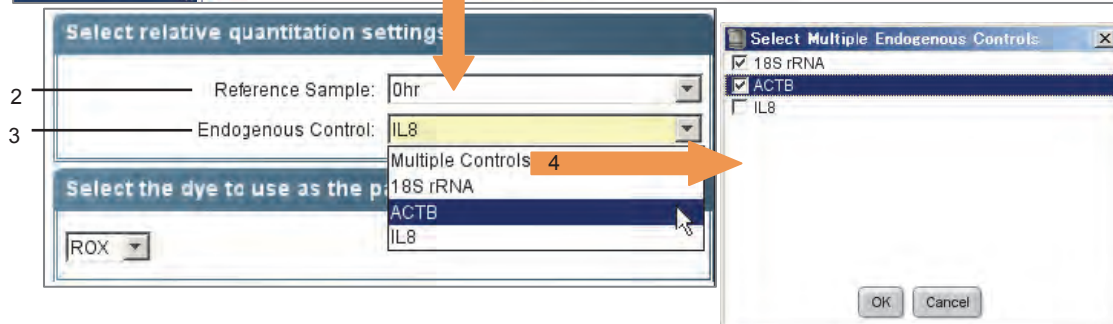 Select relative quantitation settings
2 Reference Sample: 0hr
3 Endogenous Control: IL8
Multiple Controls 4
18S rRNA
ACTB
IL8
Select the dye to use as the
ROX
Select Multiple Endogenous Controls
18S rRNA
ACTB
IL8
OK Cancel